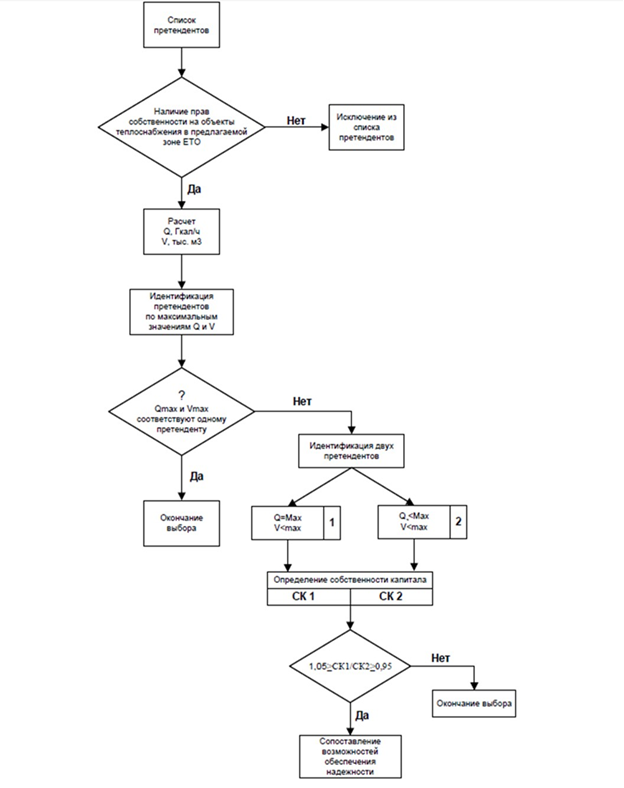 Список
претендентов
Наличие прав
собственности на объекты
теплоснабжения в предлагаемой
зоне ЕТО
Нет
Исключение из
списка
претендентов
Да
Расчет
Q, Гкал/ч
V, тыс. м3
Идентификация
претендентов
по максимальным
значениям Q и V
?
Qmax и Vmax
соответствуют одному
претенденту
Нет
Идентификация двух
претендентов
Да
Окончание
выбора
Q=Max
V<max
1
Q,<Max
V<max
2
Определение собственности капитала
СК 1
СК 2
1,05≥СК1/СК2≥0,95
Нет
Окончание выбора
Да
Сопоставление
возможностей
обеспечения
надежности